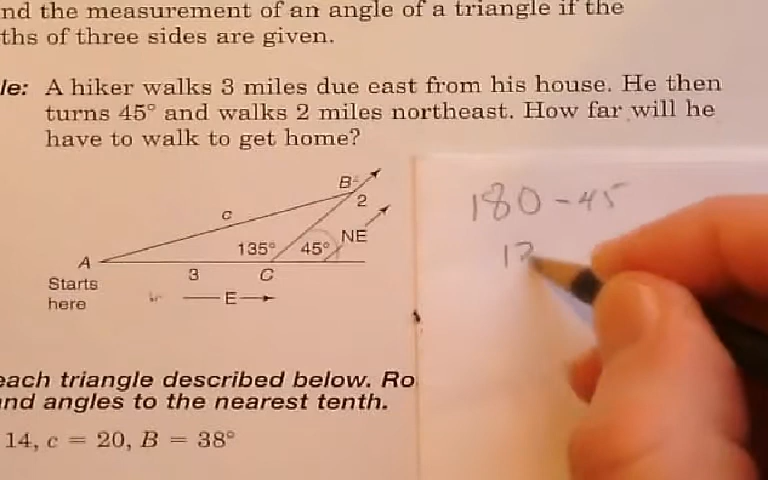 nd the measurement of an angle of a triangle if the
ths of three sides are given.
le: A hiker walks 3 miles due east from his house. He then
turns 45° and walks 2 miles northeast. How far will he
have to walk to get home?
B
2
c
180-45
NE
135° 45°
13
A
3 C
Starts
here
E
each triangle described below. Ro
nd angles to the nearest tenth.
14, c = 20, B = 38°